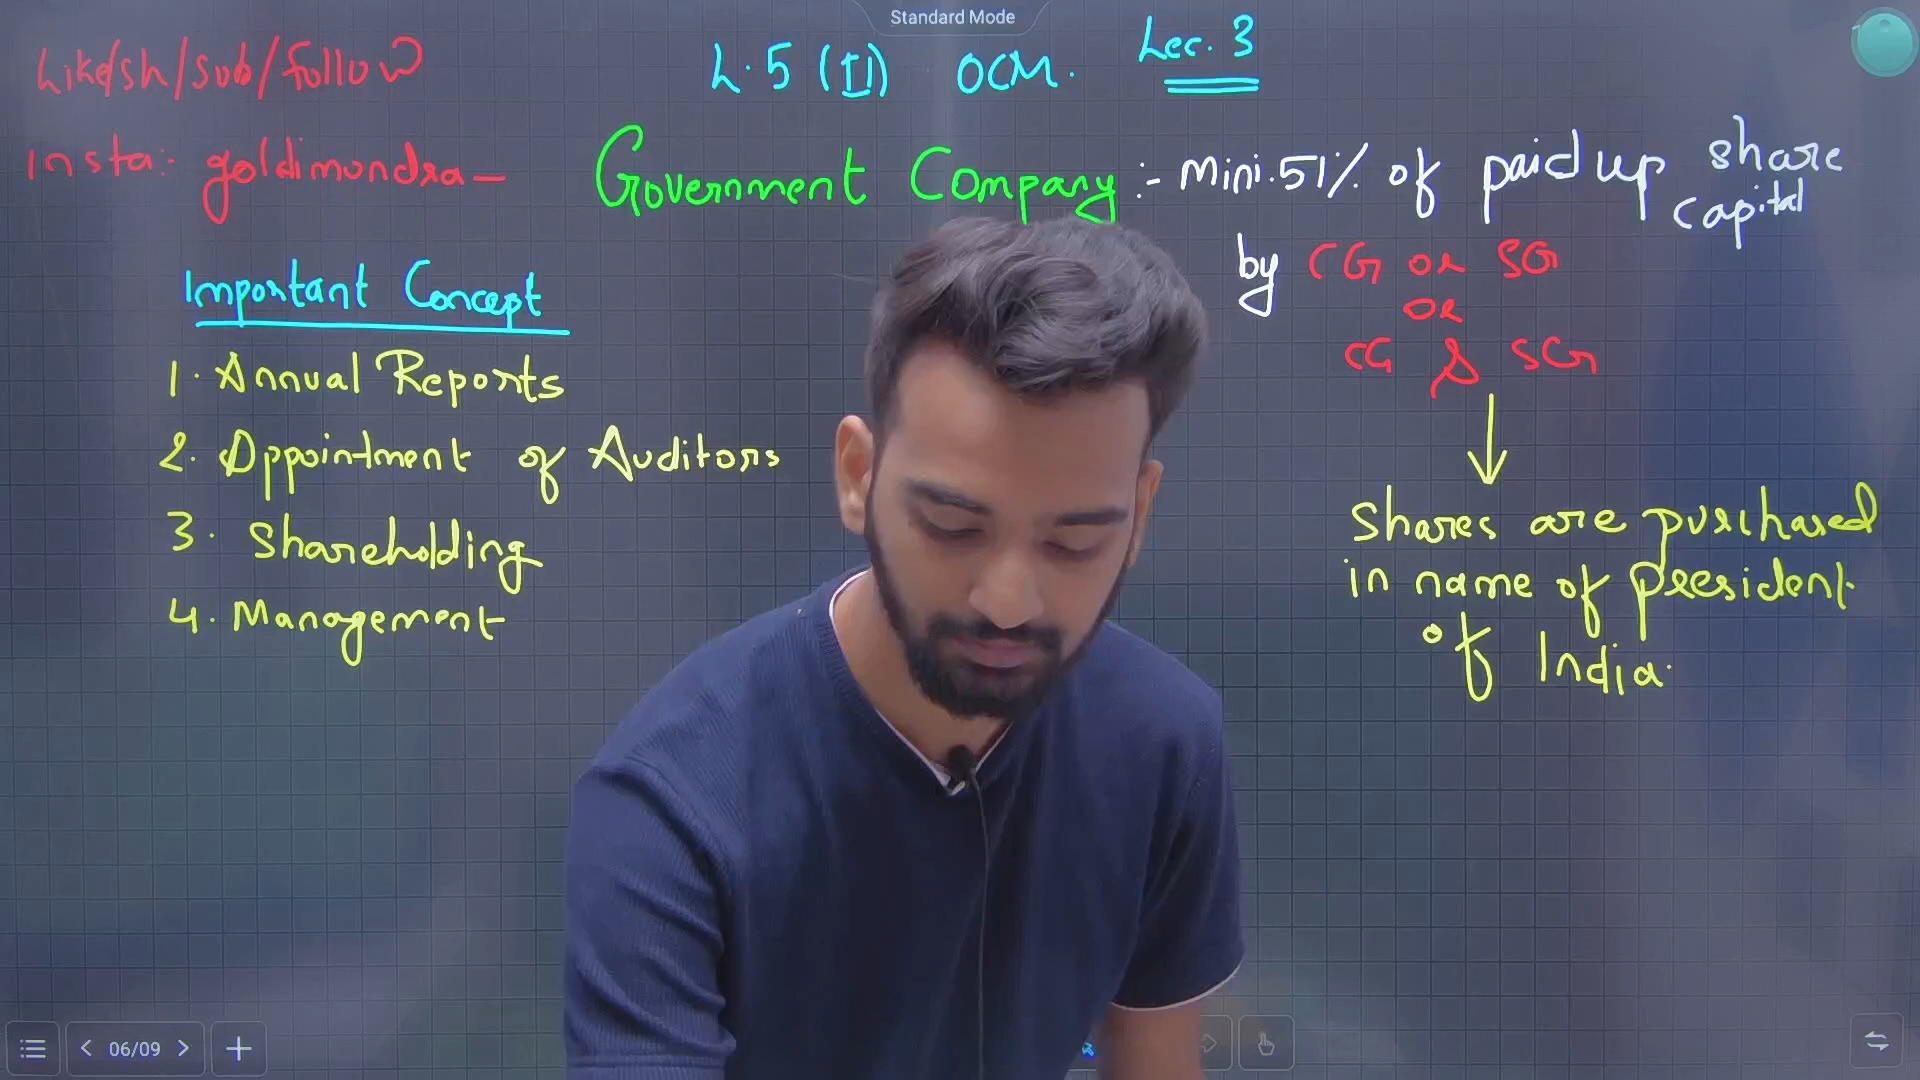 Standard Mode
Like/sh/sub/follow
Insta:- goldimondra_
L.5 (II) OCM. Lec. 3
Government Company :- Mini.51% of paid up share capital
by CG or SG
or
CG & SG
Shares are purchased
in name of President
of India.
Important Concept
1. Annual Reports
2. Appointment of Auditors
3. Shareholding
4. Management
06/09